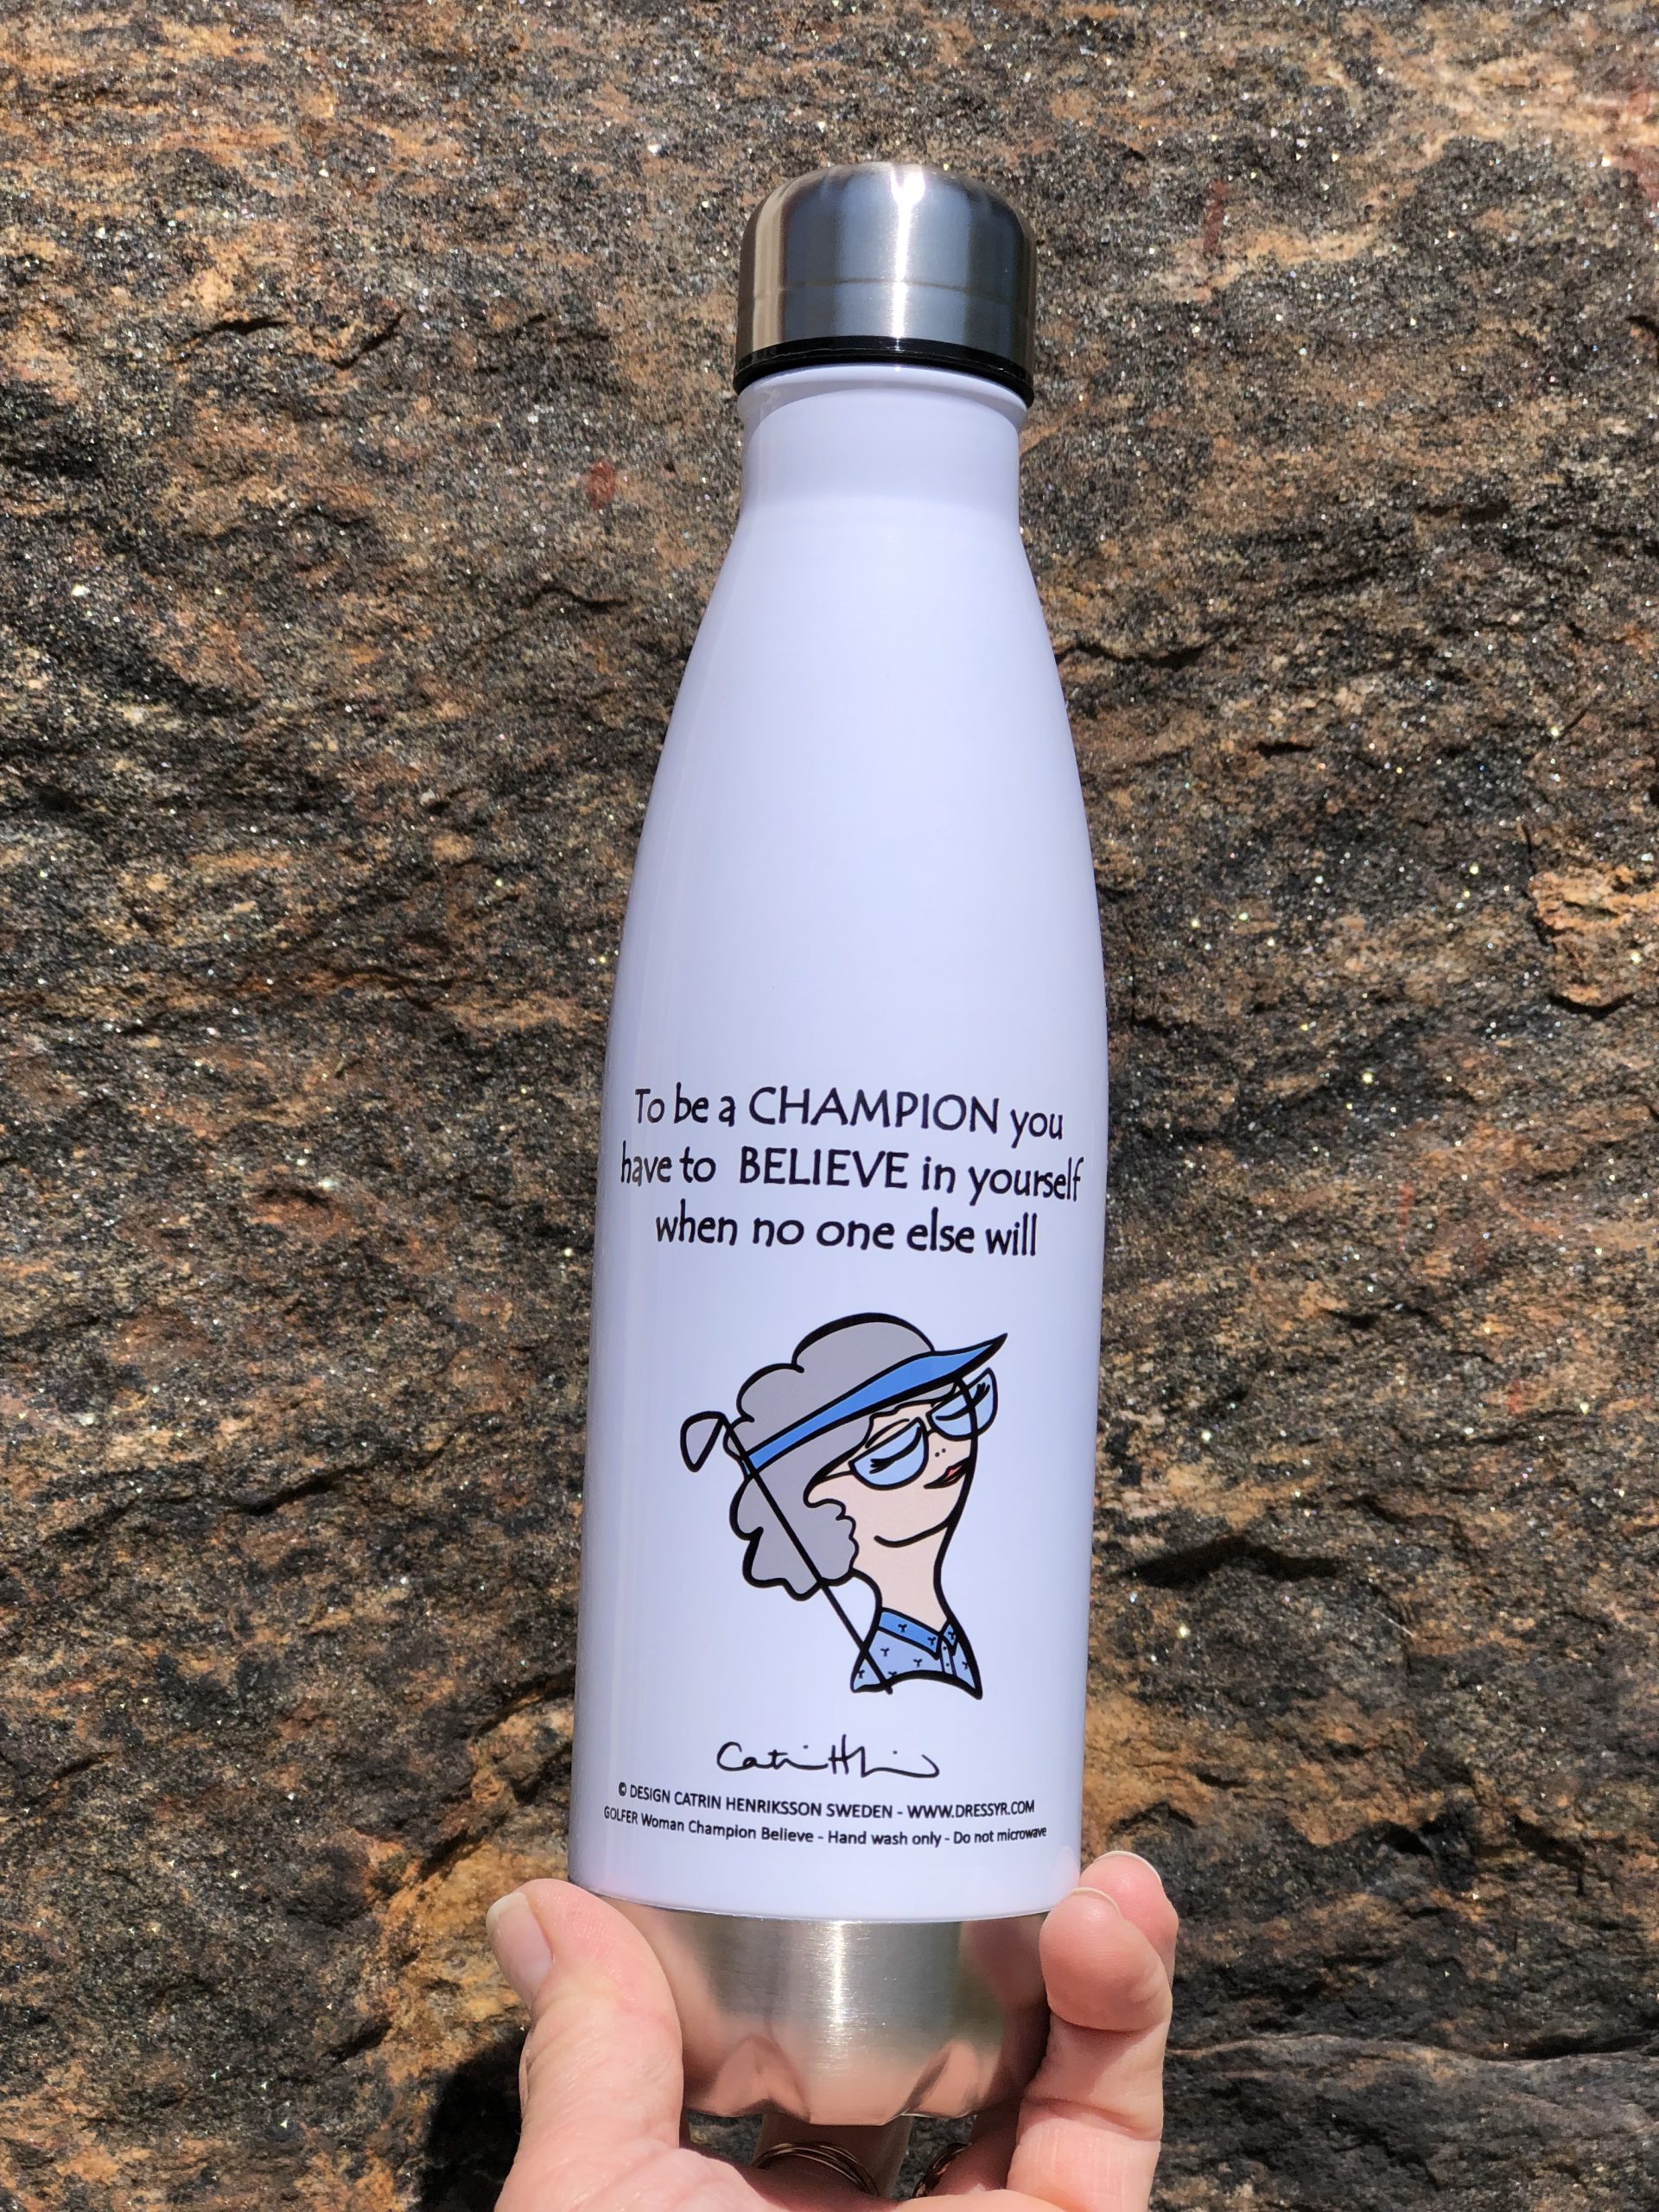 To be a CHAMPION you
have to BELIEVE in yourself
when no one else will
© DESIGN CATRIN HENRIKSSON SWEDEN - WWW.DRESSYR.COM
GOLFER Woman Champion Believe - Hand wash only - Do not microwave